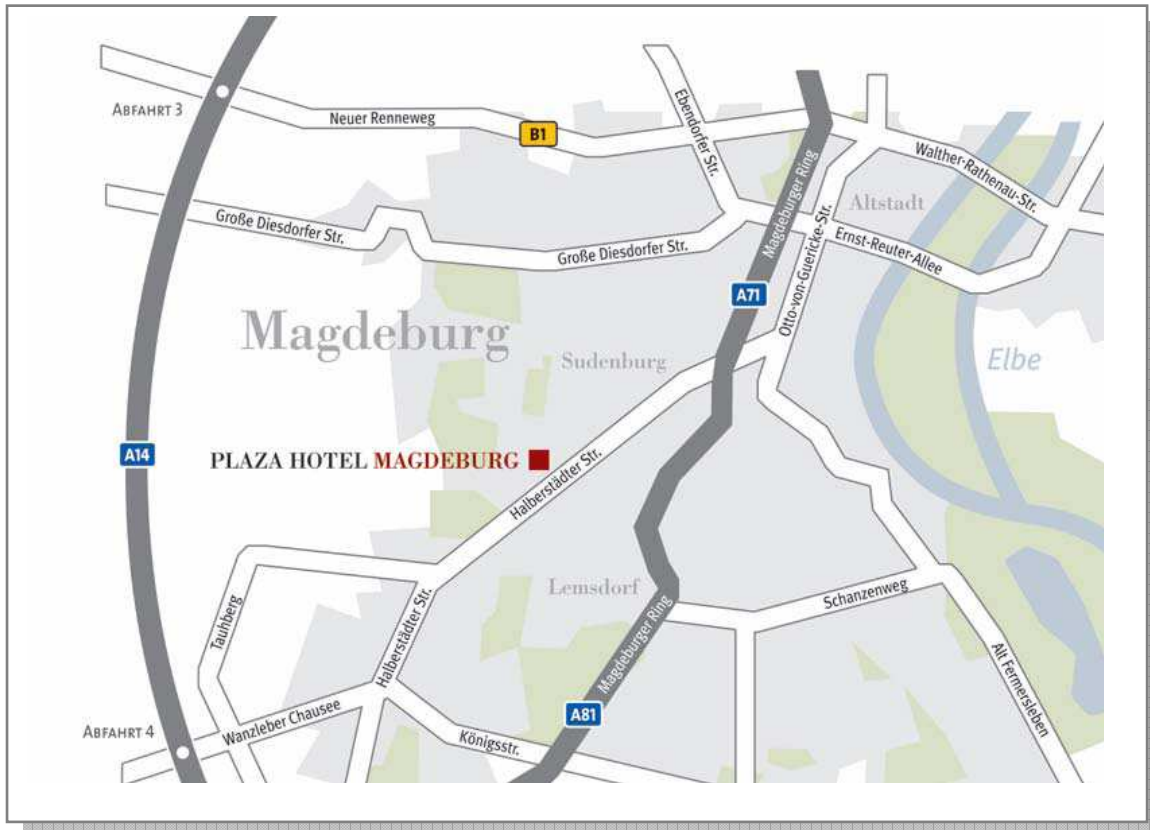 ABFAHRT 3
Neuer Renneweg
B1
Ebendorfer Str.
Magdeburger Ring
Walther-Rathenau-Str.
Altstadt
Große Diesdorfer Str.
Große Diesdorfer Str.
Otto-von-Guericke-Str.
Ernst-Reuter-Allee
A71
Magdeburg
Sudenburg
Elbe
A14
PLAZA HOTEL MAGDEBURG
Halberstädter Str.
Lemsdorf
Schanzenweg
Tauhberg
Halberstädter Str.
Magdeburger Ring
Alt Fermersleben
ABFAHRT 4
Wanzleber Chausee
A81
Königsstr.